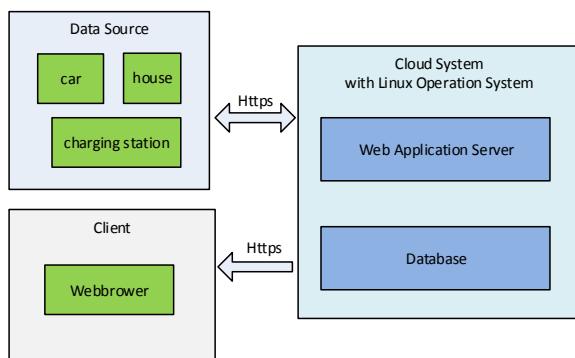 Data Source
car
house
charging station
Https
Cloud System
with Linux Operation System
Web Application Server
Database
Client
Webbrower
Https